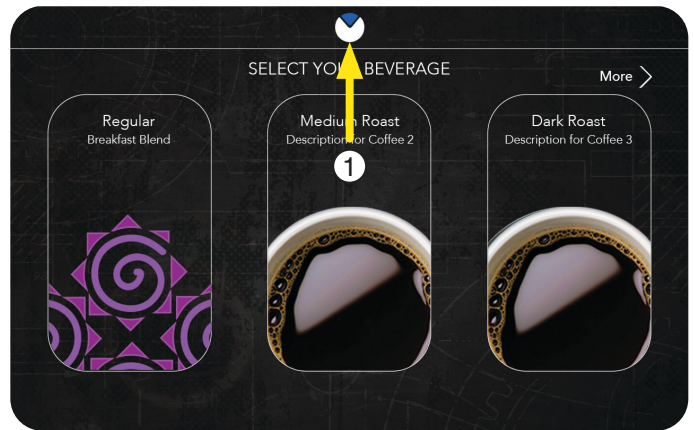 SELECT YOUR BEVERAGE
More
Regular
Breakfast Blend
Medium Roast
Description for Coffee 2
Dark Roast
Description for Coffee 3
1